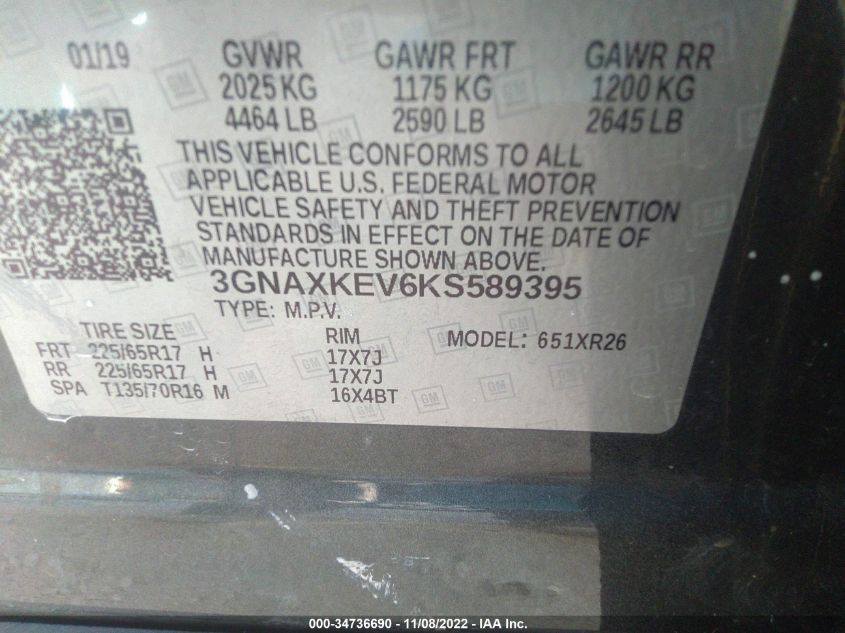 01/19 GVWR GAWR FRT GAWR RR
2025 KG 1175 KG 1200 KG
4464 LB 2590 LB 2645 LB
THIS VEHICLE CONFORMS TO ALL
APPLICABLE U.S. FEDERAL MOTOR
VEHICLE SAFETY AND THEFT PREVENTION
STANDARDS IN EFFECT ON THE DATE OF
MANUFACTURE SHOWN ABOVE.
3GNAXKEV6KS589395
TYPE: M.P.V.
TIRE SIZE RIM MODEL: 651XR26
FRT 225/65R17 H 17X7J
RR 225/65R17 H 17X7J
SPA T135/70R16 M 16X4BT
000-34736690 - 11/08/2022 - IAA Inc.